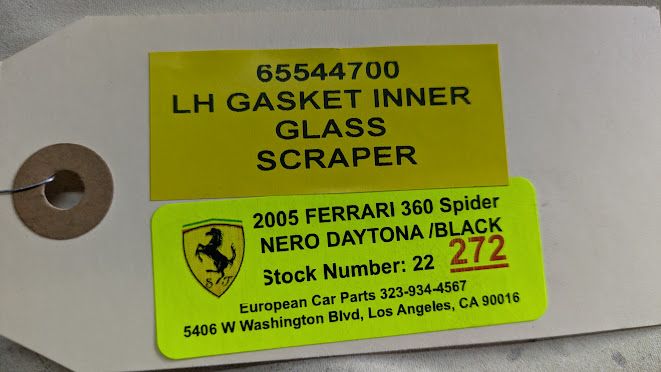 65544700
LH GASKET INNER
GLASS
SCRAPER
2005 FERRARI 360 Spider
NERO DAYTONA /BLACK
Stock Number: 22 272
European Car Parts 323-934-4567
5406 W Washington Blvd, Los Angeles, CA 90016
S F